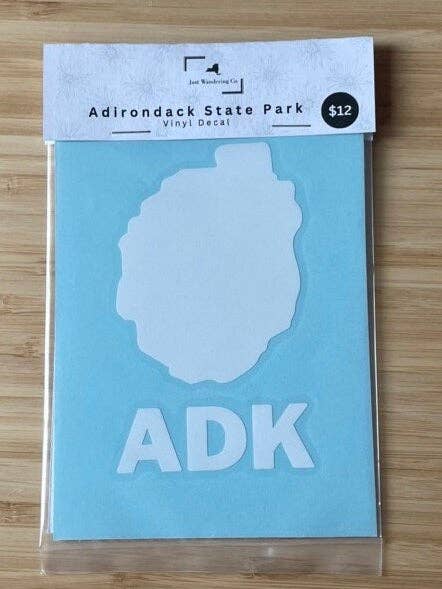 Just Wandering Co
Adirondack State Park
$12
Vinyl Decal
ADK